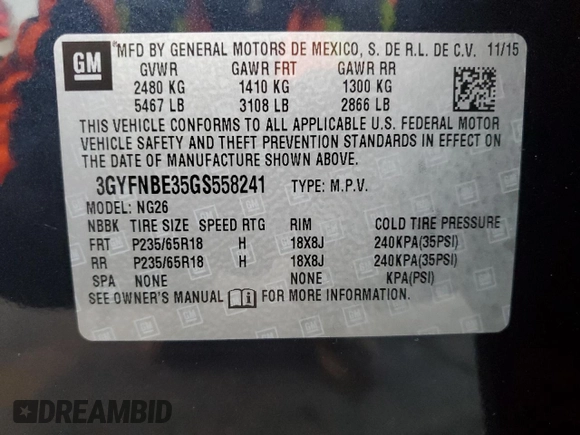 GM MFD BY GENERAL MOTORS DE MEXICO, S. DE R.L. DE C.V. 11/15
GVWR GAWR FRT GAWR RR
2480 KG 1410 KG 1300 KG
5467 LB 3108 LB 2866 LB
THIS VEHICLE CONFORMS TO ALL APPLICABLE U.S. FEDERAL MOTOR
VEHICLE SAFETY AND THEFT PREVENTION STANDARDS IN EFFECT ON
THE DATE OF MANUFACTURE SHOWN ABOVE.
3GYFNBE35GS558241 TYPE: M.P.V.
MODEL: NG26
NBBK TIRE SIZE SPEED RTG RIM COLD TIRE PRESSURE
FRT P235/65R18 H 18X8J 240KPA(35PSI)
RR P235/65R18 H 18X8J 240KPA(35PSI)
SPA NONE NONE KPA(PSI)
SEE OWNER'S MANUAL FOR MORE INFORMATION.
DREAMBID